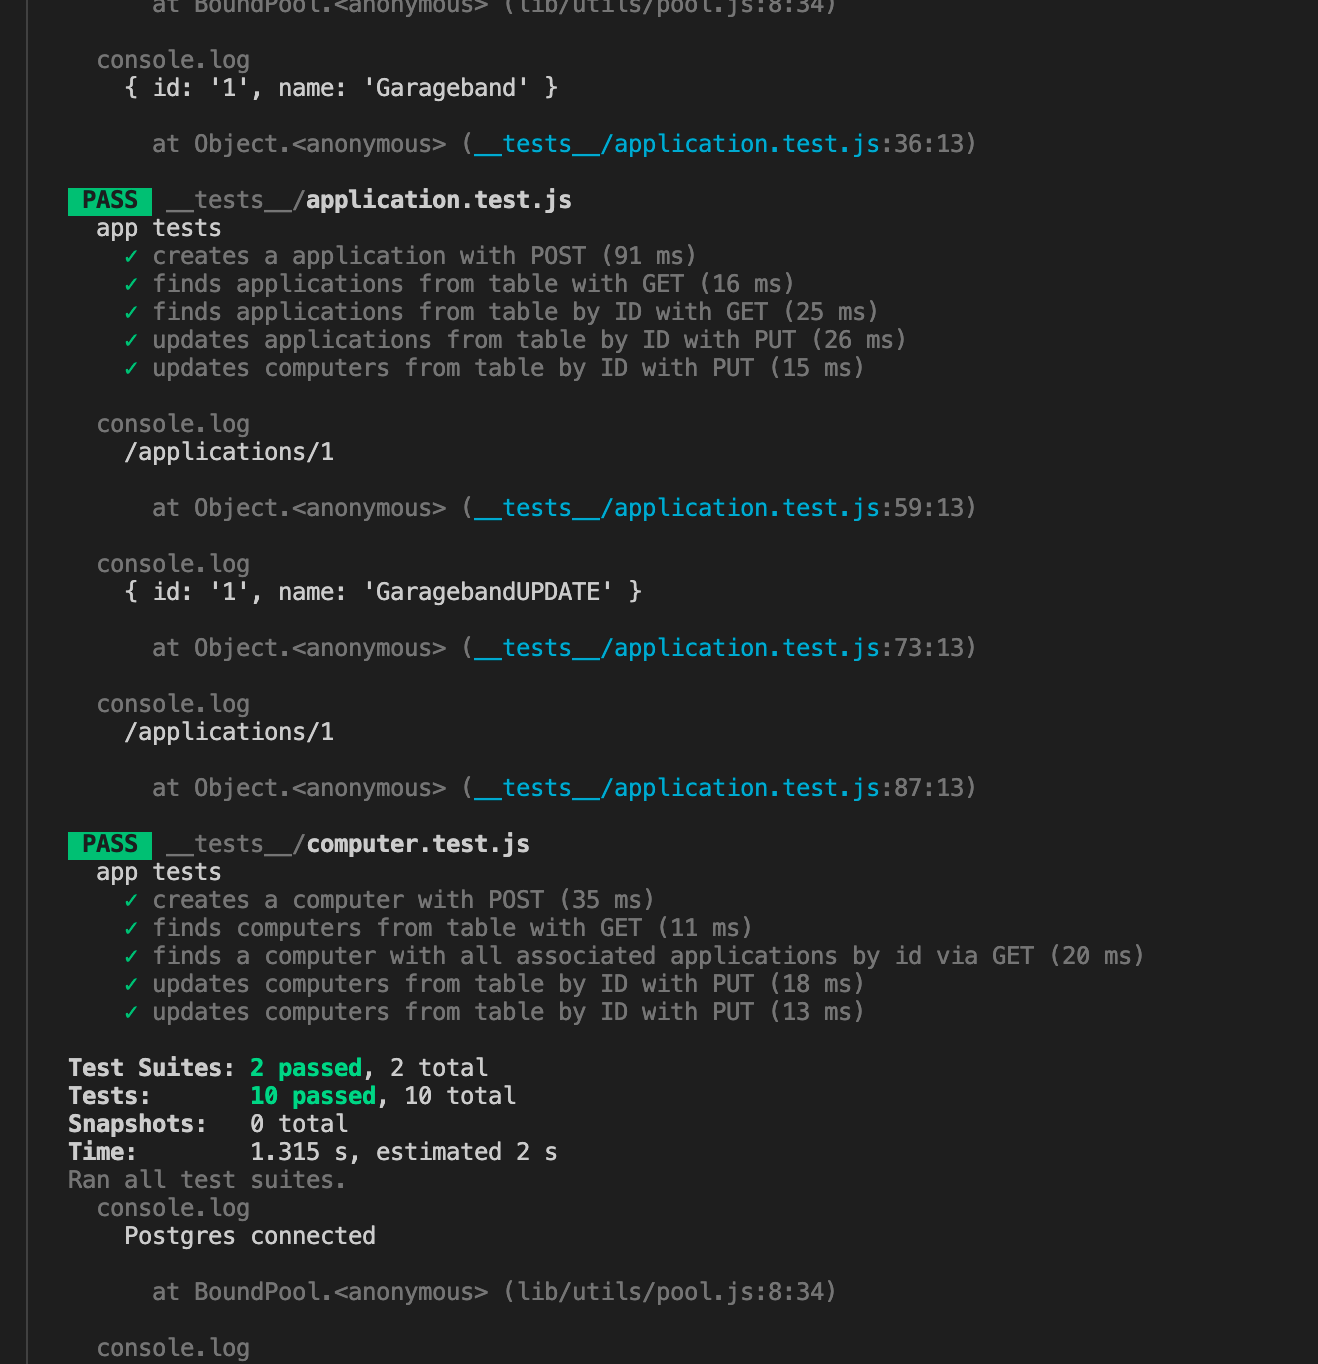 at BoundPool.<anonymous> (lib/utils/pool.js:8:34)
console.log
{ id: '1', name: 'Garageband' }
at Object.<anonymous> (__tests__/application.test.js:36:13)
PASS __tests__/application.test.js
app tests
✓ creates a application with POST (91 ms)
✓ finds applications from table with GET (16 ms)
✓ finds applications from table by ID with GET (25 ms)
✓ updates applications from table by ID with PUT (26 ms)
✓ updates computers from table by ID with PUT (15 ms)
console.log
/applications/1
at Object.<anonymous> (__tests__/application.test.js:59:13)
console.log
{ id: '1', name: 'GaragebandUPDATE' }
at Object.<anonymous> (__tests__/application.test.js:73:13)
console.log
/applications/1
at Object.<anonymous> (__tests__/application.test.js:87:13)
PASS __tests__/computer.test.js
app tests
✓ creates a computer with POST (35 ms)
✓ finds computers from table with GET (11 ms)
✓ finds a computer with all associated applications by id via GET (20 ms)
✓ updates computers from table by ID with PUT (18 ms)
✓ updates computers from table by ID with PUT (13 ms)
Test Suites: 2 passed, 2 total
Tests: 10 passed, 10 total
Snapshots: 0 total
Time: 1.315 s, estimated 2 s
Ran all test suites.
console.log
Postgres connected
at BoundPool.<anonymous> (lib/utils/pool.js:8:34)
console.log